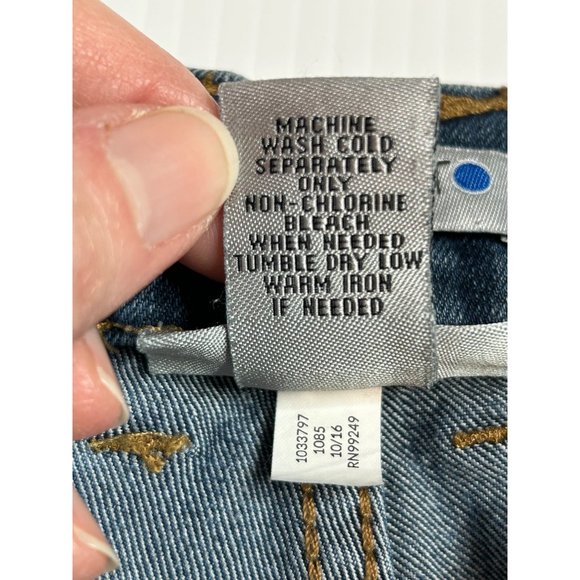 MACHINE
WASH COLD
SEPARATELY
ONLY
NON-CHLORINE
BLEACH
WHEN NEEDED
TUMBLE DRY LOW
WARM IRON
IF NEEDED
1033797
1085
10/16
RN99249